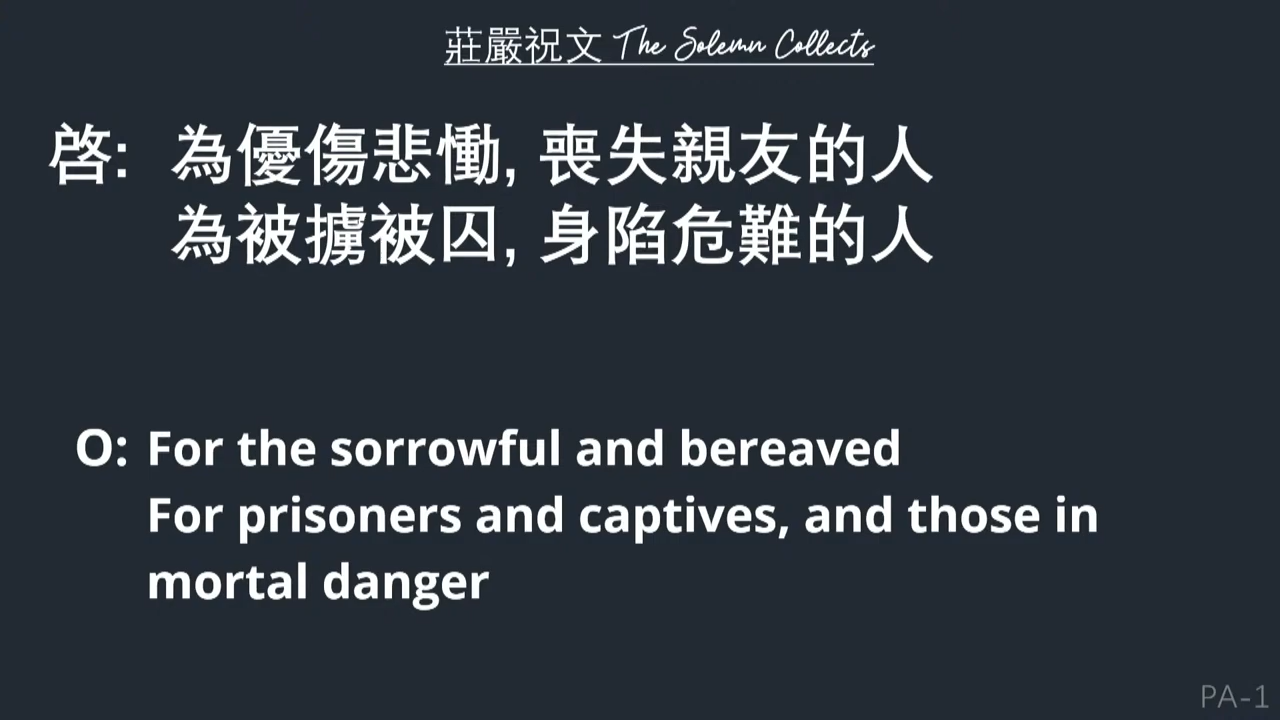 莊嚴祝文 The Solemn Collects
啓: 為優傷悲慟, 喪失親友的人
為被擄被囚, 身陷危難的人
O: For the sorrowful and bereaved
For prisoners and captives, and those in
mortal danger
PA-1